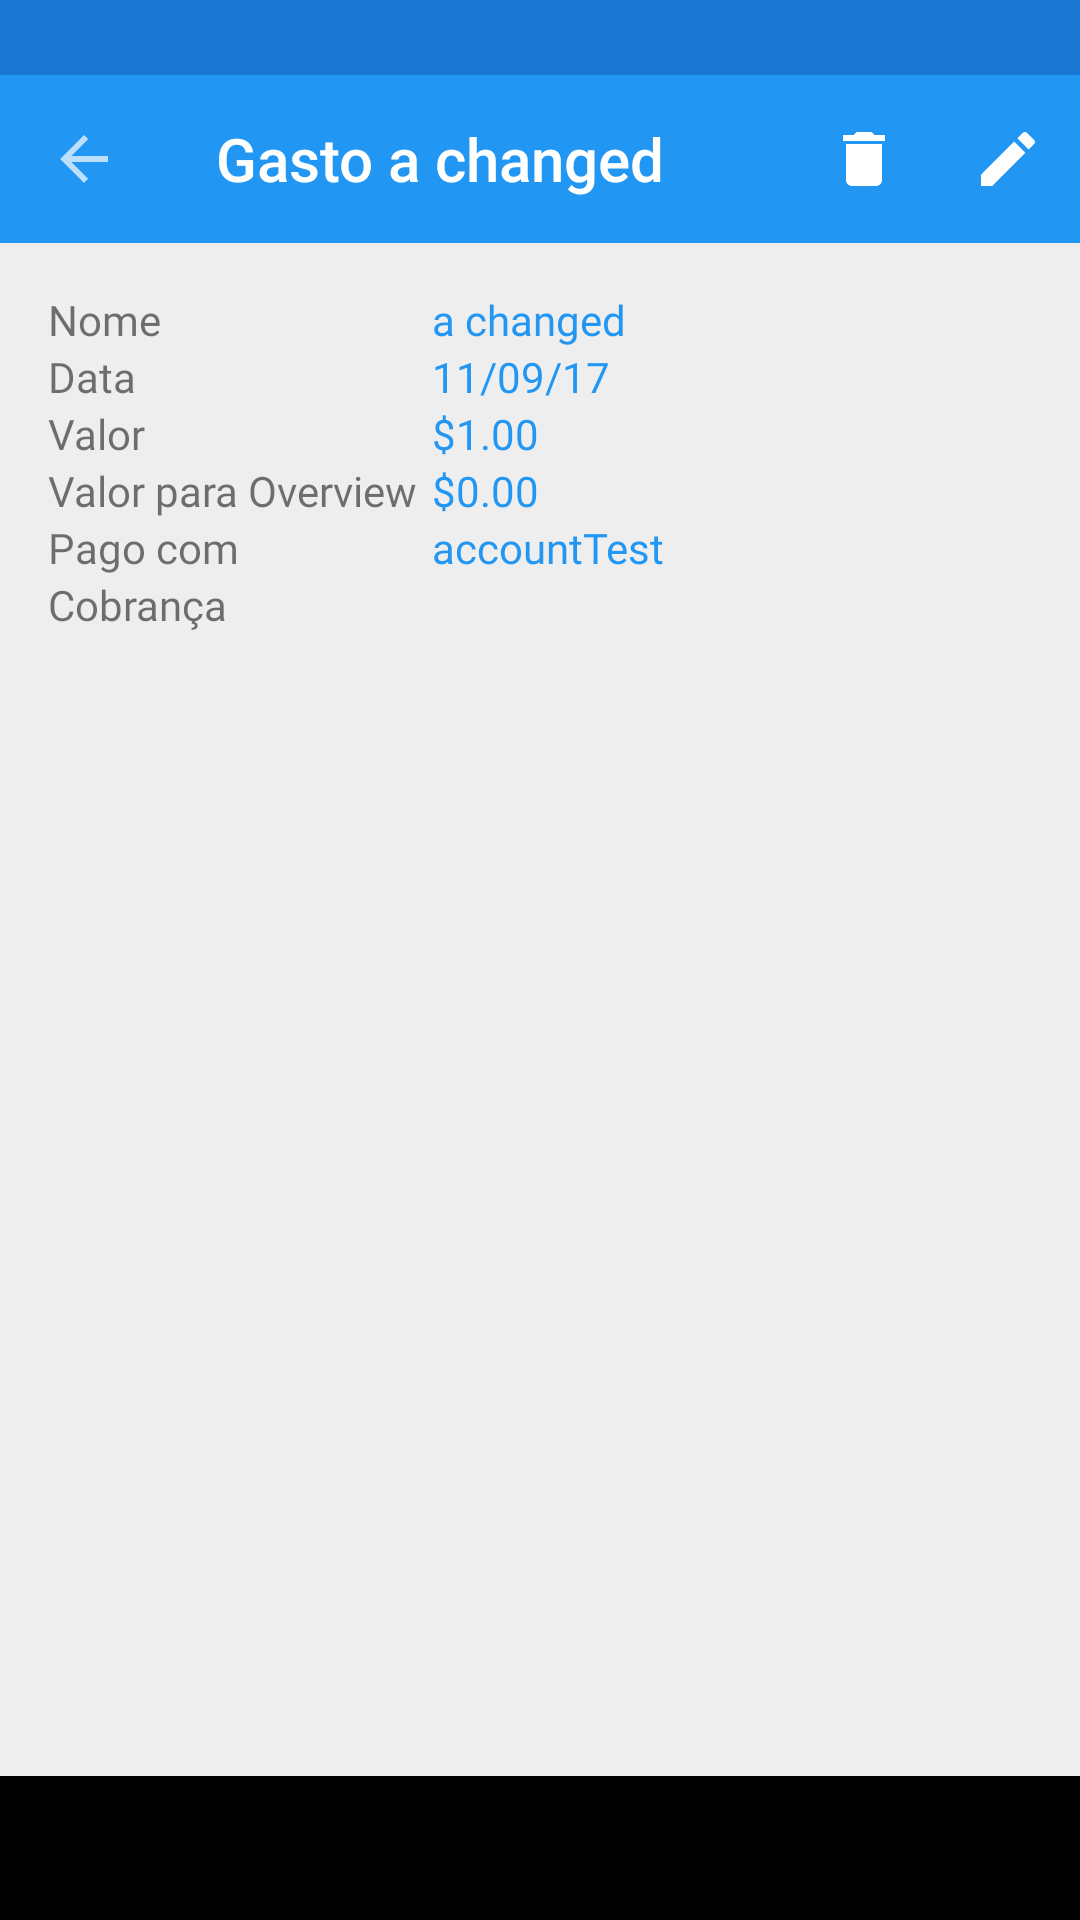 Gasto a changed
Nome a changed
Data 11/09/17
Valor $1.00
Valor para Overview $0.00
Pago com accountTest
Cobrança